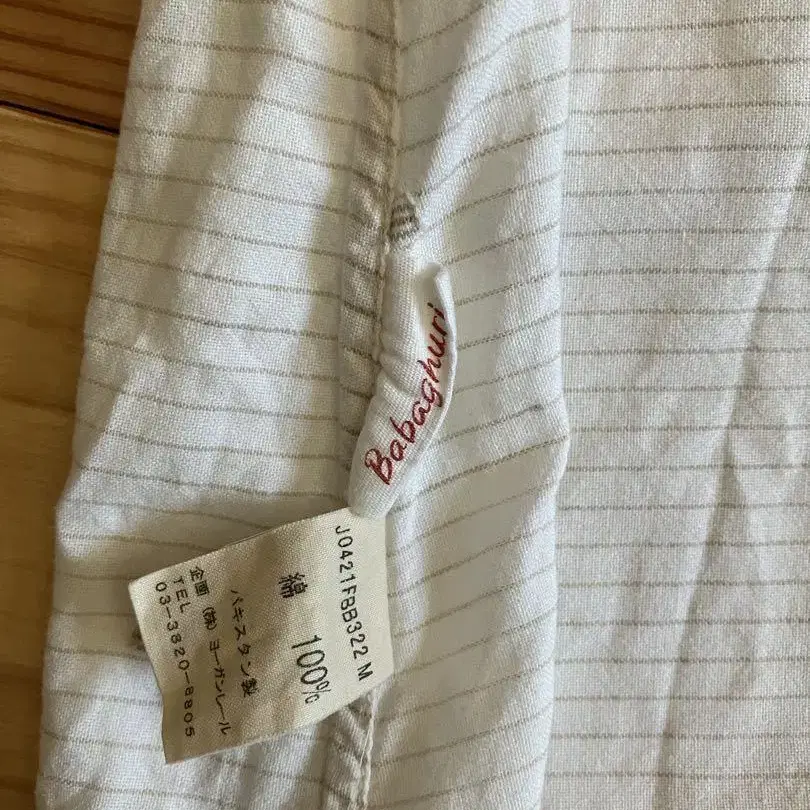 Babaghuri
J0421FBB322 M
綿 100%
パキスタン製
企画 (株) ヨーガンレール
TEL
03-3820-8805